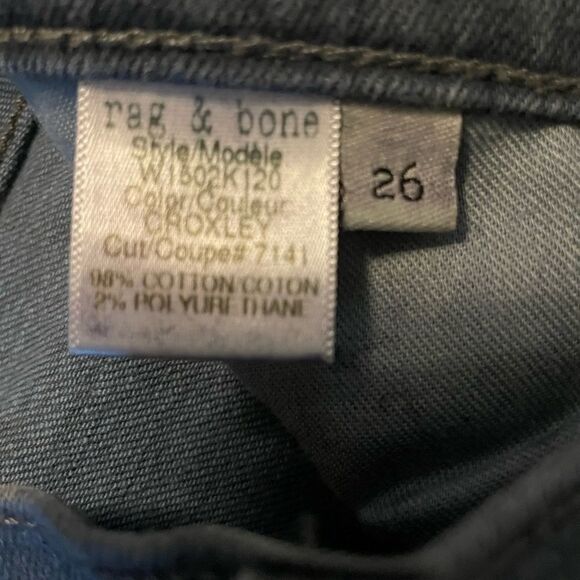 rag & bone
Style/Modèle
W1502K120
Color/Couleur
CROXLEY
Cut/Coupe# 7141
98% COTTON/COTON
2% POLYURETHANE
26